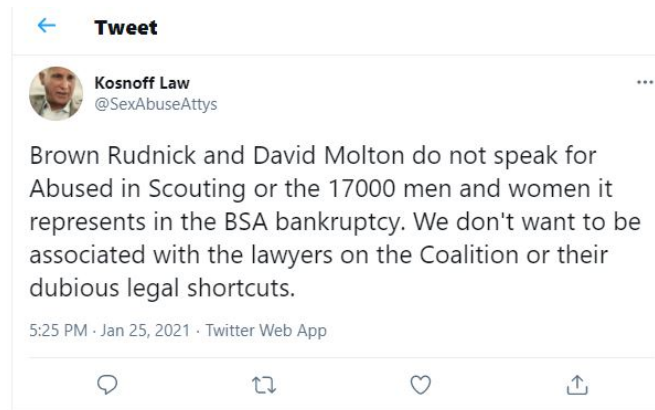 Tweet
Kosnoff Law
@SexAbuseAttys
Brown Rudnick and David Molton do not speak for
Abused in Scouting or the 17000 men and women it
represents in the BSA bankruptcy. We don't want to be
associated with the lawyers on the Coalition or their
dubious legal shortcuts.
5:25 PM · Jan 25, 2021 · Twitter Web App